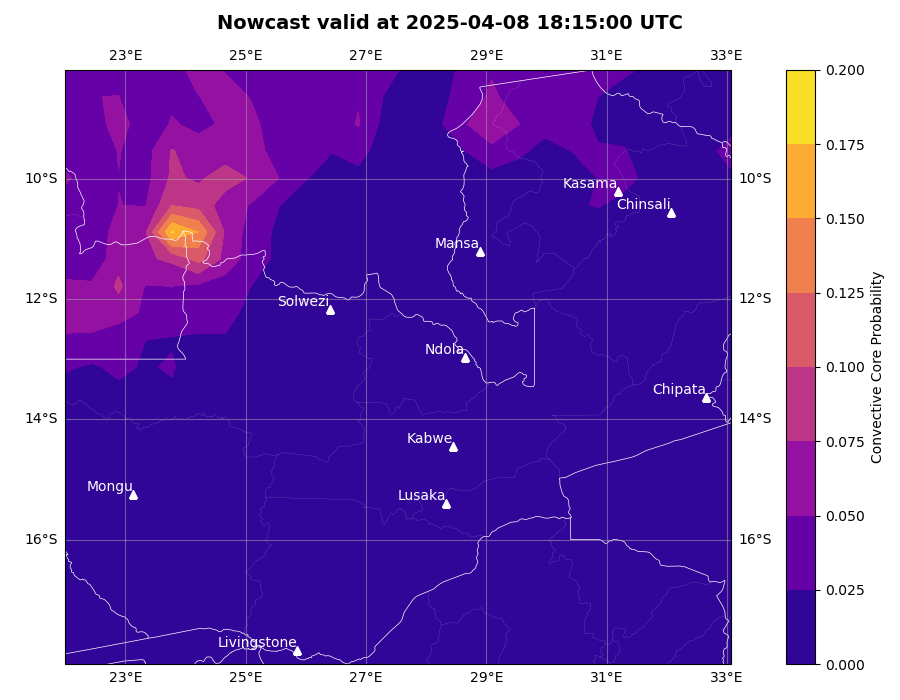 Nowcast valid at 2025-04-08 18:15:00 UTC
23°E 25°E 27°E 29°E 31°E 33°E
10°S 10°S
Kasama
Chinsali
Mansa
12°S 12°S
Solwezi
Ndola
Chipata
14°S 14°S
Kabwe
Mongu
Lusaka
16°S 16°S
Livingstone
23°E 25°E 27°E 29°E 31°E 33°E
0.200
0.175
0.150
0.125
0.100
0.075
0.050
0.025
0.000
Convective Core Probability